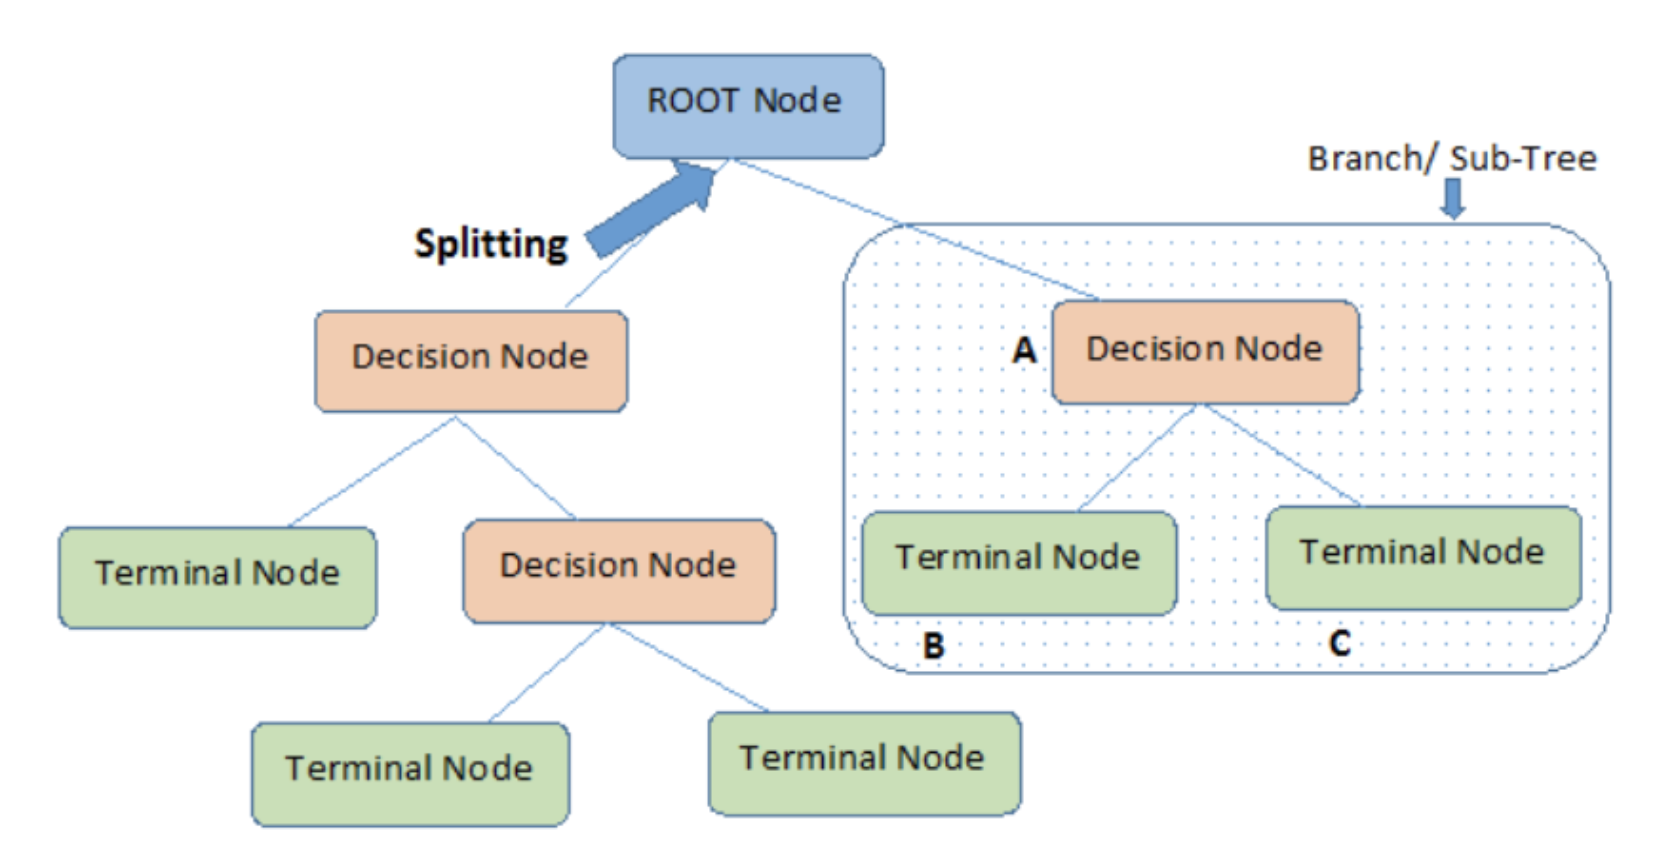 ROOT Node
Branch/ Sub-Tree
Splitting
Decision Node
A
Decision Node
Terminal Node
Decision Node
Terminal Node
Terminal Node
B
C
Terminal Node
Terminal Node